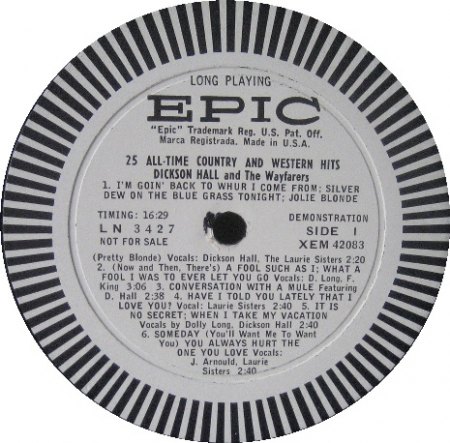 LONG PLAYING
EPIC
"Epic" Trademark Reg. U.S. Pat. Off.
Marca Registrada. Made in U.S.A.
25 ALL-TIME COUNTRY AND WESTERN HITS
DICKSON HALL and The Wayfarers
1. I'M GOIN' BACK TO WHUR I COME FROM; SILVER
DEW ON THE BLUE GRASS TONIGHT; JOLIE BLONDE
TIMING: 16:29
LN 3427
NOT FOR SALE
DEMONSTRATION
SIDE 1
XEM 42083
(Pretty Blonde) Vocals: Dickson Hall, The Laurie Sisters 2:20
2. (Now and Then, There's) A FOOL SUCH AS I; WHAT A
FOOL I WAS TO EVER LET YOU GO Vocals: D. Long, F.
King 3:06 3. CONVERSATION WITH A MULE Featuring
D. Hall 2:38 4. HAVE I TOLD YOU LATELY THAT I
LOVE YOU? Vocal: Laurie Sisters 2:40 5. IT IS
NO SECRET; WHEN I TAKE MY VACATION
Vocals by Dolly Long, Dickson Hall 2:40
6. SOMEDAY (You'll Want Me To Want
You) YOU ALWAYS HURT THE
ONE YOU LOVE Vocals:
J. Arnould, Laurie
Sisters 2:40